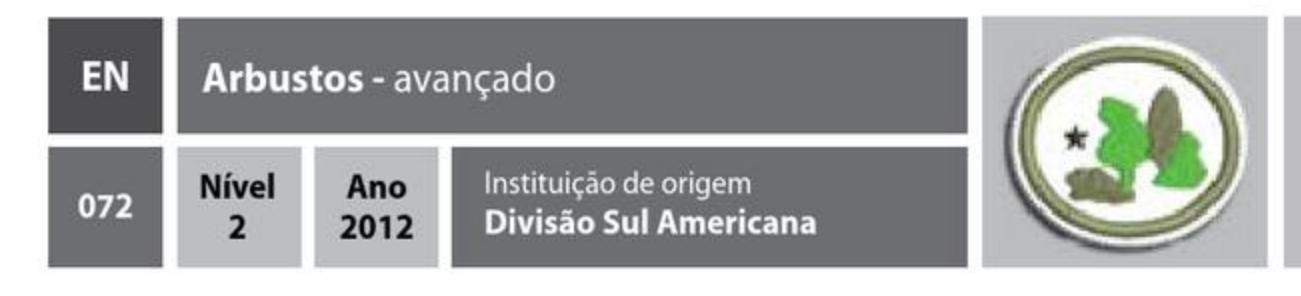 EN
Arbustos - avançado
072
Nível
2
Ano
2012
Instituição de origem
Divisão Sul Americana